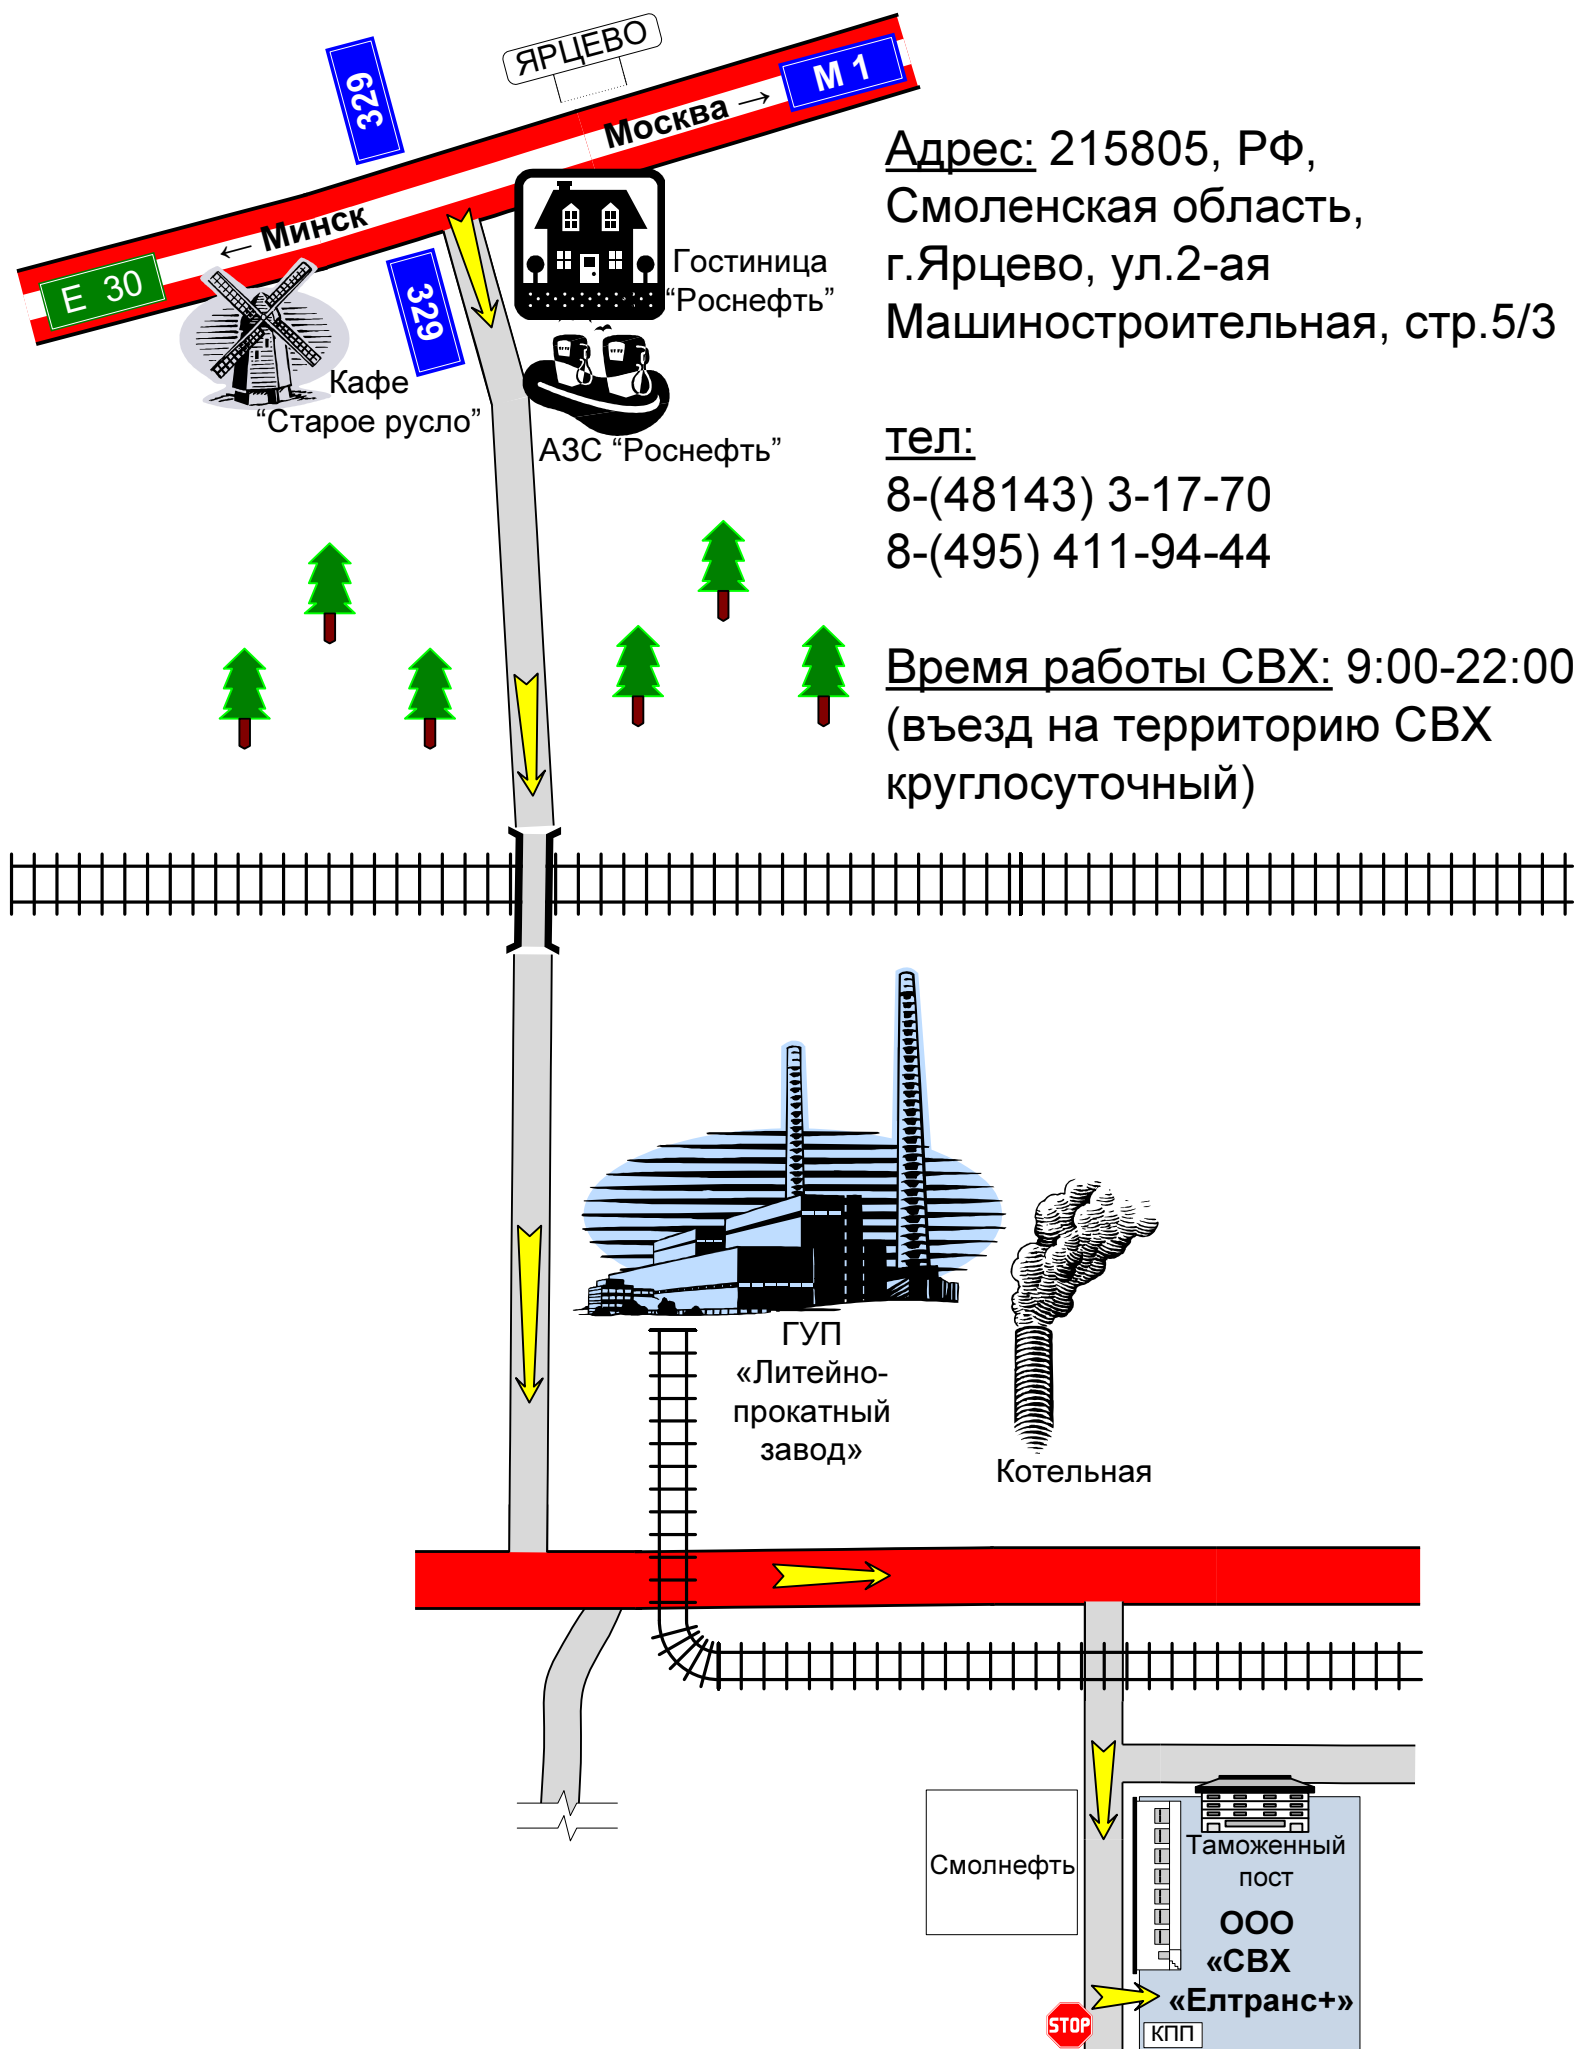 ЯРЦЕВО
329
М 1
Москва →
← Минск
Е 30
329
Адрес: 215805, РФ,
Смоленская область,
г.Ярцево, ул.2-ая
Машиностроительная, стр.5/3
Гостиница
“Роснефть”
Кафе
“Старое русло”
АЗС “Роснефть”
тел:
8-(48143) 3-17-70
8-(495) 411-94-44
Время работы СВХ: 9:00-22:00
(въезд на территорию СВХ
круглосуточный)
ГУП
«Литейно-
прокатный
завод»
Котельная
Смолнефть
Таможенный
пост
ООО
«СВХ
«Елтранс+»
STOP
КПП